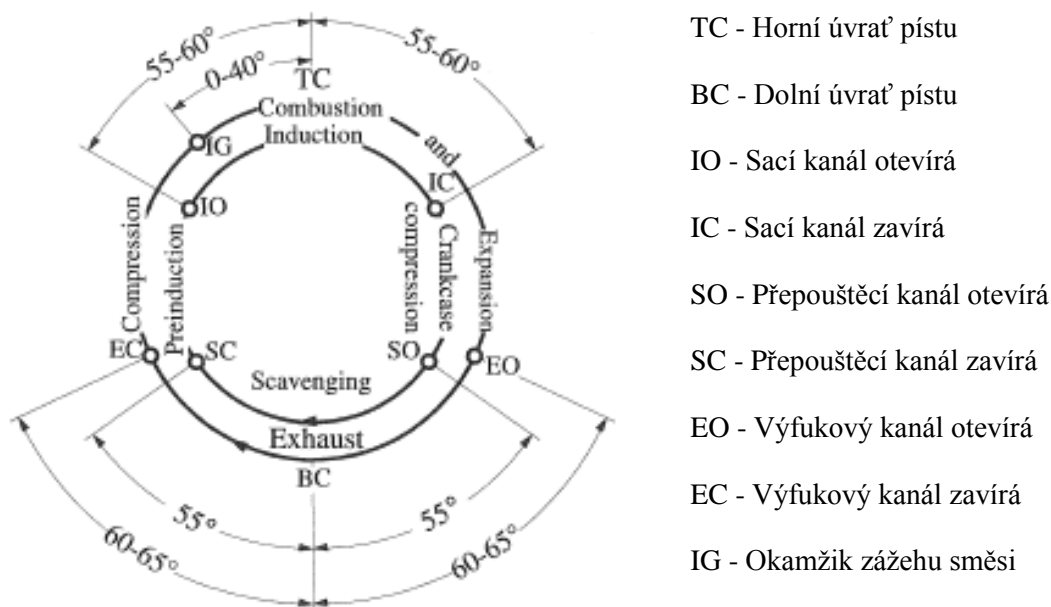 55-60°
55-60°
0-40°
TC
Combustion
and
Induction
IG
IC
IO
Compression
Preinduction
Crankcase
compression
Expansion
EC
SC
SO
EO
Scavenging
Exhaust
BC
55°
55°
60-65°
60-65°
TC - Horní úvrať pístu
BC - Dolní úvrať pístu
IO - Sací kanál otevírá
IC - Sací kanál zavírá
SO - Přepouštěcí kanál otevírá
SC - Přepouštěcí kanál zavírá
EO - Výfukový kanál otevírá
EC - Výfukový kanál zavírá
IG - Okamžik zážehu směsi